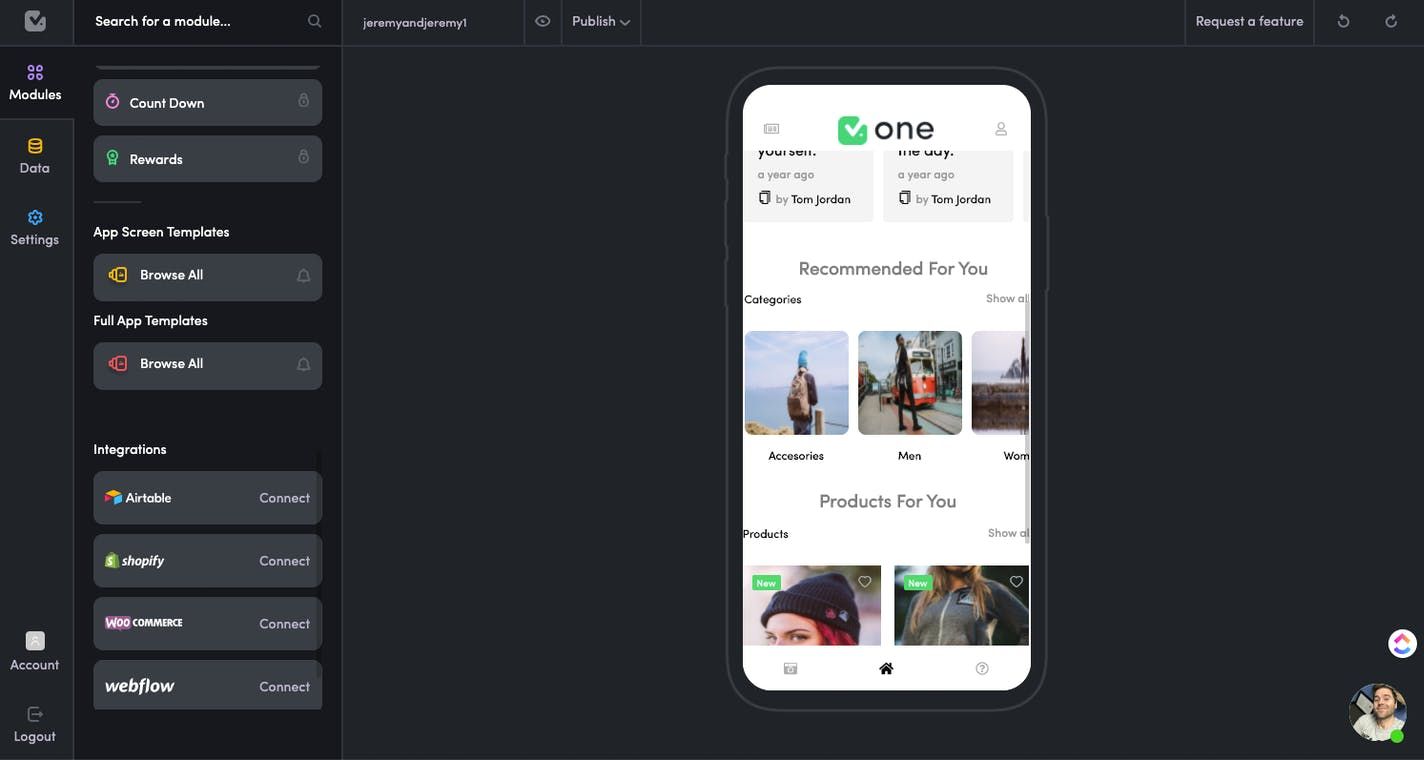 Search for a module...
jeremyandjeremy1
Publish
Request a feature
Modules
Data
Settings
Account
Logout
Count Down
Rewards
App Screen Templates
Browse All
Full App Templates
Browse All
Integrations
Airtable Connect
shopify Connect
WOO COMMERCE Connect
webflow Connect
one
yourself. the day.
a year ago a year ago
by Tom Jordan by Tom Jordan
Recommended For You
Categories Show all
Accesories Men Wom
Products For You
Products Show all
New New